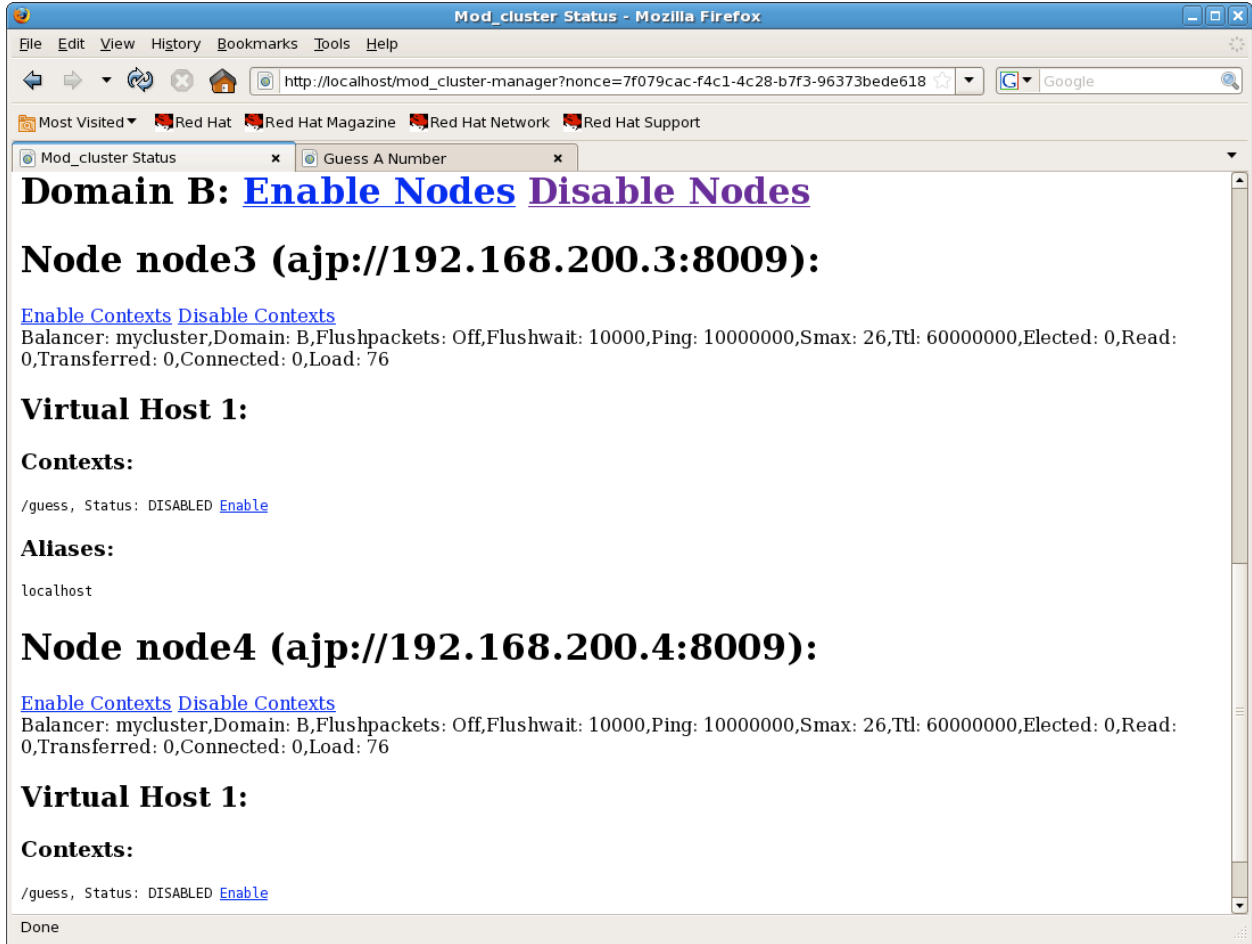 Mod_cluster Status - Mozilla Firefox
File Edit View History Bookmarks Tools Help
http://localhost/mod_cluster-manager?nonce=7f079cac-f4c1-4c28-b7f3-96373bede618 G Google
Most Visited Red Hat Red Hat Magazine Red Hat Network Red Hat Support
Mod_cluster Status Guess A Number
Domain B: Enable Nodes Disable Nodes
Node node3 (ajp://192.168.200.3:8009):
Enable Contexts Disable Contexts
Balancer: mycluster,Domain: B,Flushpackets: Off,Flushwait: 10000,Ping: 10000000,Smax: 26,Ttl: 60000000,Elected: 0,Read:
0,Transferred: 0,Connected: 0,Load: 76
Virtual Host 1:
Contexts:
/guess, Status: DISABLED Enable
Aliases:
localhost
Node node4 (ajp://192.168.200.4:8009):
Enable Contexts Disable Contexts
Balancer: mycluster,Domain: B,Flushpackets: Off,Flushwait: 10000,Ping: 10000000,Smax: 26,Ttl: 60000000,Elected: 0,Read:
0,Transferred: 0,Connected: 0,Load: 76
Virtual Host 1:
Contexts:
/guess, Status: DISABLED Enable
Done